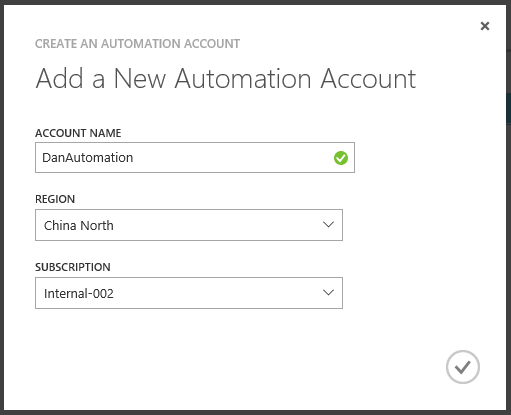 CREATE AN AUTOMATION ACCOUNT
Add a New Automation Account
ACCOUNT NAME
DanAutomation
REGION
China North
SUBSCRIPTION
Internal-002